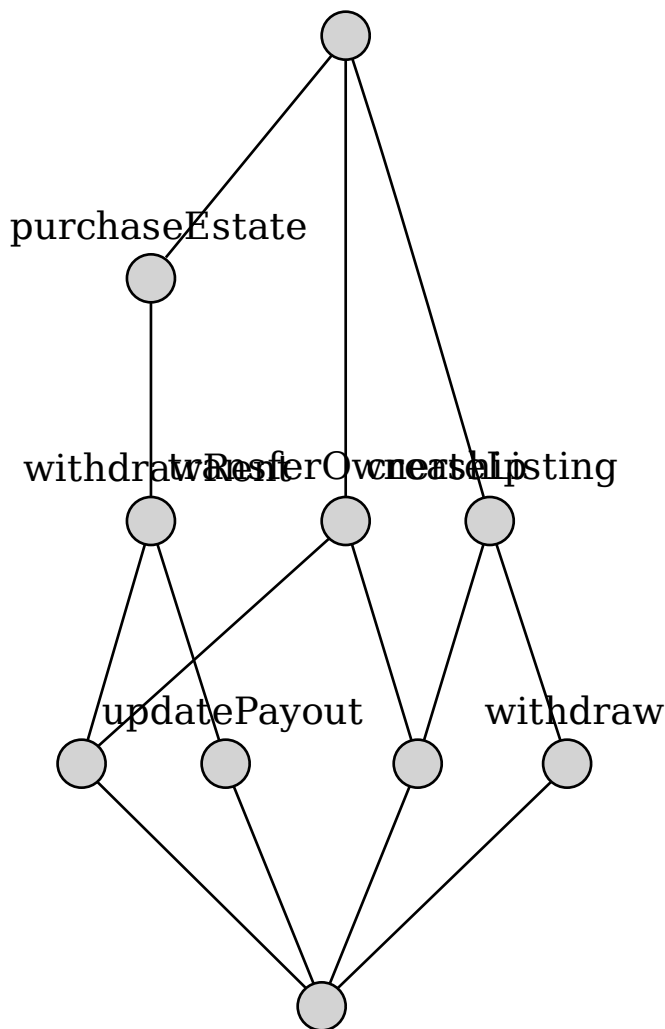 purchaseEstate
withdrawRent
transferOwnership
createListing
updatePayout
withdraw